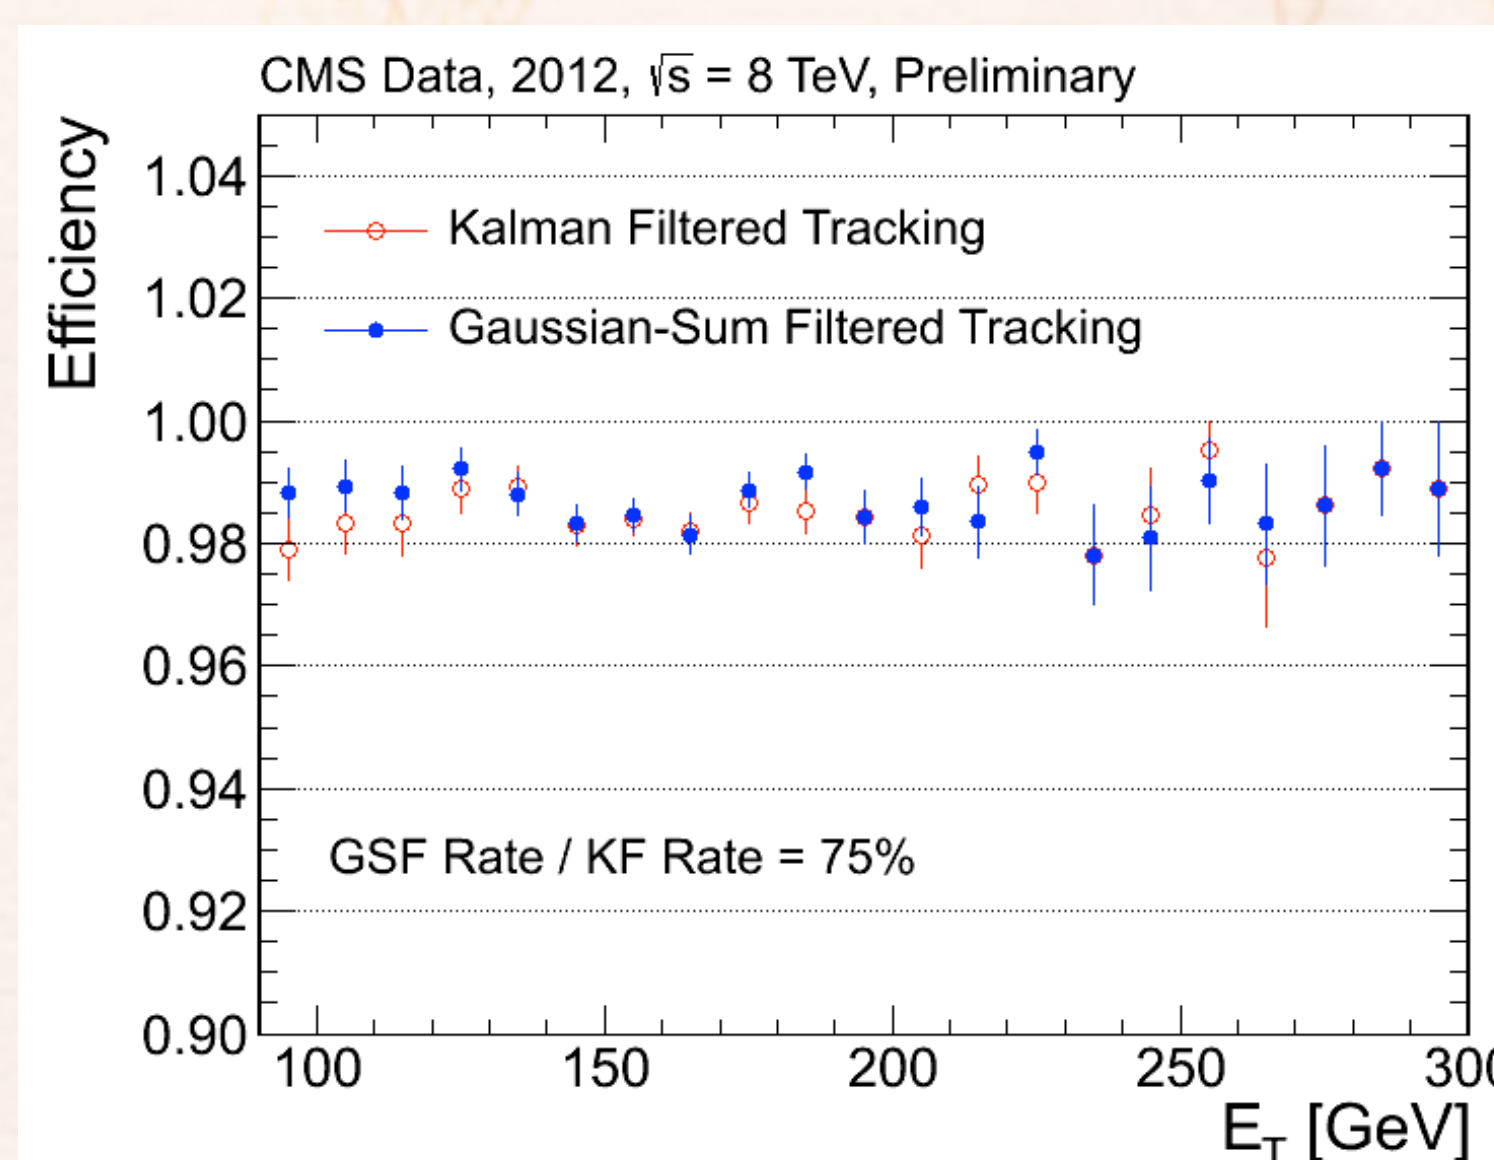 CMS Data, 2012, √s = 8 TeV, Preliminary
Efficiency
1.04
Kalman Filtered Tracking
1.02
Gaussian-Sum Filtered Tracking
1.00
0.98
0.96
0.94
GSF Rate / KF Rate = 75%
0.92
0.90
100 150 200 250 300
E_T [GeV]